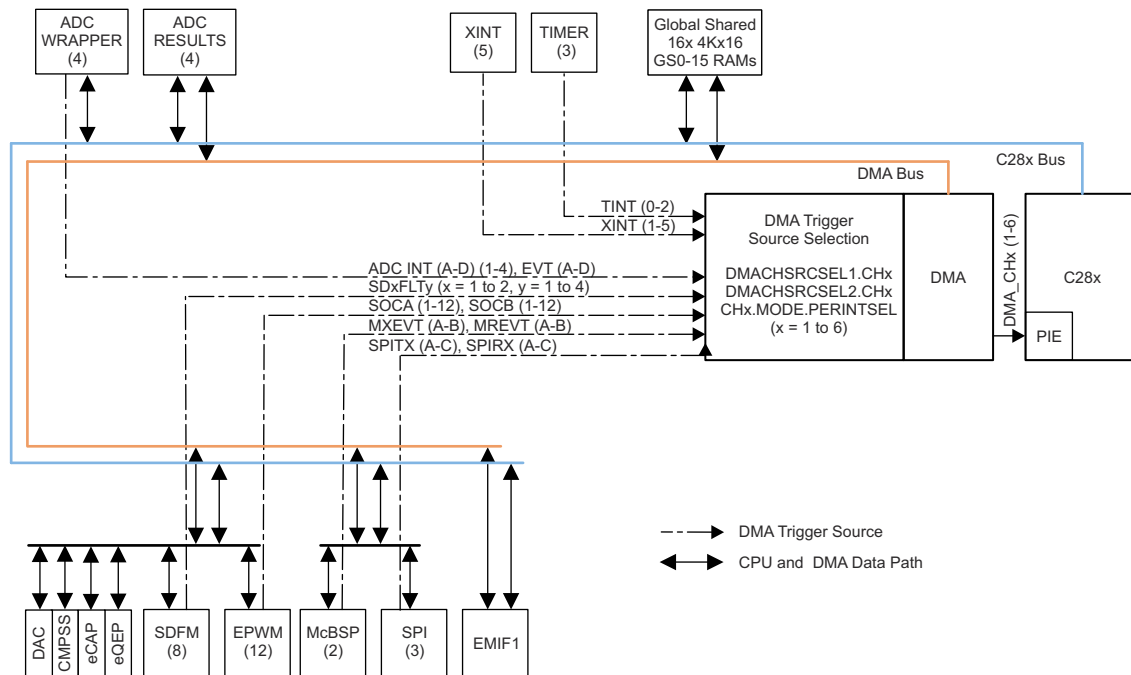 ADC
WRAPPER
(4)
ADC
RESULTS
(4)
XINT
(5)
TIMER
(3)
Global Shared
16x 4Kx16
GS0-15 RAMs
C28x Bus
DMA Bus
TINT (0-2)
XINT (1-5)
ADC INT (A-D) (1-4), EVT (A-D)
SDxFLTy (x = 1 to 2, y = 1 to 4)
SOCA (1-12), SOCB (1-12)
MXEVT (A-B), MREVT (A-B)
SPITX (A-C), SPIRX (A-C)
DMA Trigger
Source Selection
DMACHSRCSEL1.CHx
DMACHSRCSEL2.CHx
CHx.MODE.PERINTSEL
(x = 1 to 6)
DMA
DMA_CHx (1-6)
C28x
PIE
DMA Trigger Source
CPU and DMA Data Path
DAC
CMPSS
eCAP
eQEP
SDFM
(8)
EPWM
(12)
McBSP
(2)
SPI
(3)
EMIF1